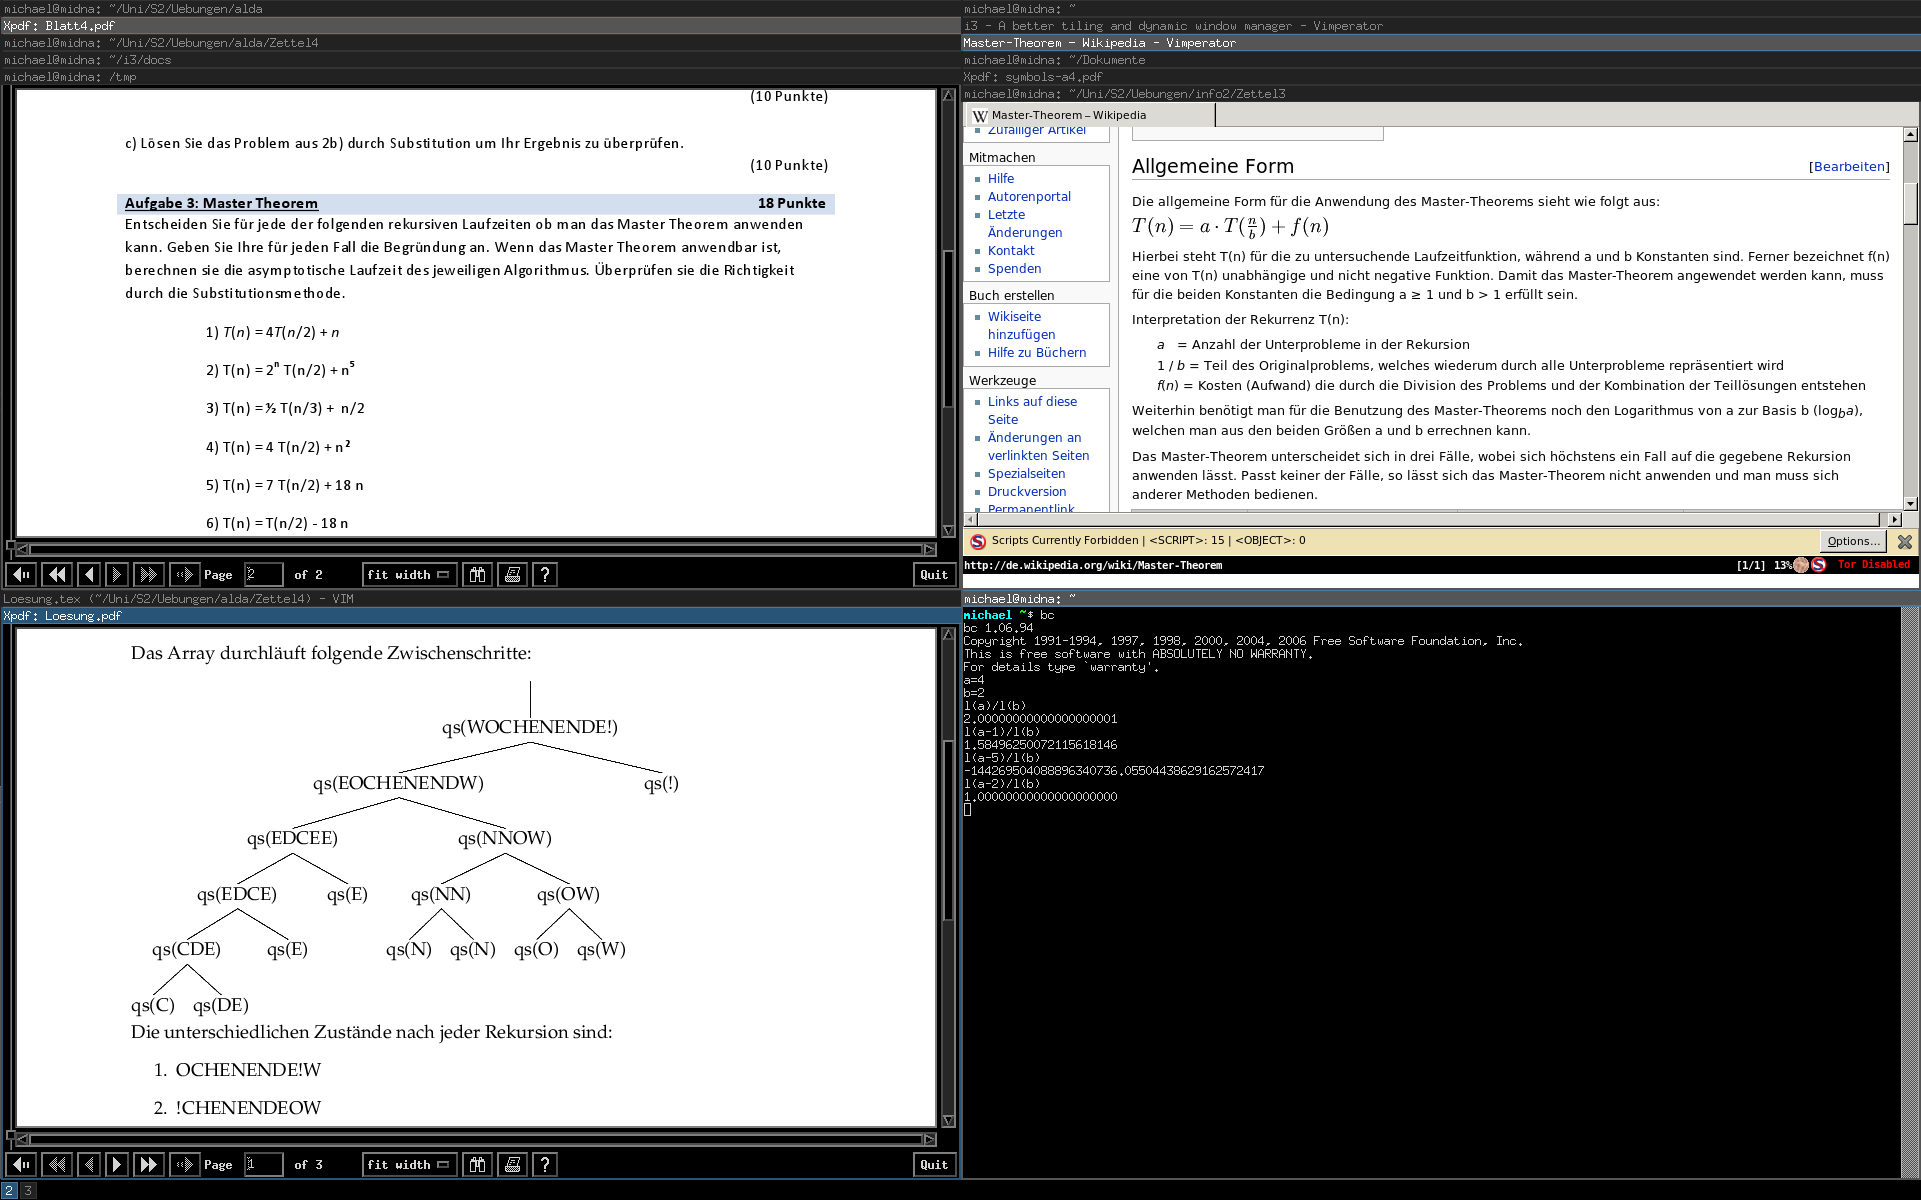 michael@midna: ~/Uni/S2/Uebungen/alda
Xpdf: Blatt4.pdf
michael@midna: ~/Uni/S2/Uebungen/alda/Zettel4
michael@midna: ~/i3/docs
michael@midna: /tmp
(10 Punkte)
c) Lösen Sie das Problem aus 2b) durch Substitution um Ihr Ergebnis zu überprüfen.
(10 Punkte)
Aufgabe 3: Master Theorem 18 Punkte
Entscheiden Sie für jede der folgenden rekursiven Laufzeiten ob man das Master Theorem anwenden
kann. Geben Sie Ihre für jeden Fall die Begründung an. Wenn das Master Theorem anwendbar ist,
berechnen sie die asymptotische Laufzeit des jeweiligen Algorithmus. Überprüfen sie die Richtigkeit
durch die Substitutionsmethode.
1) T(n) = 4T(n/2) + n
2) T(n) = 2ⁿ T(n/2) + n⁵
3) T(n) = ½ T(n/3) + n/2
4) T(n) = 4 T(n/2) + n²
5) T(n) = 7 T(n/2) + 18 n
6) T(n) = T(n/2) - 18 n
Page 2 of 2 fit width ? Quit
michael@midna: ~
i3 - A better tiling and dynamic window manager - Vimperator
Master-Theorem – Wikipedia - Vimperator
michael@midna: ~/Dokumente
Xpdf: symbols-a4.pdf
michael@midna: ~/Uni/S2/Uebungen/info2/Zettel3
W Master-Theorem – Wikipedia
Zufälliger Artikel
Mitmachen
Hilfe
Autorenportal
Letzte
Änderungen
Kontakt
Spenden
Buch erstellen
Wikiseite
hinzufügen
Hilfe zu Büchern
Werkzeuge
Links auf diese
Seite
Änderungen an
verlinkten Seiten
Spezialseiten
Druckversion
Permanentlink
Allgemeine Form [Bearbeiten]
Die allgemeine Form für die Anwendung des Master-Theorems sieht wie folgt aus:
T(n) = a · T(n/b) + f(n)
Hierbei steht T(n) für die zu untersuchende Laufzeitfunktion, während a und b Konstanten sind. Ferner bezeichnet f(n)
eine von T(n) unabhängige und nicht negative Funktion. Damit das Master-Theorem angewendet werden kann, muss
für die beiden Konstanten die Bedingung a ≥ 1 und b > 1 erfüllt sein.
Interpretation der Rekurrenz T(n):
a = Anzahl der Unterprobleme in der Rekursion
1 / b = Teil des Originalproblems, welches wiederum durch alle Unterprobleme repräsentiert wird
f(n) = Kosten (Aufwand) die durch die Division des Problems und der Kombination der Teillösungen entstehen
Weiterhin benötigt man für die Benutzung des Master-Theorems noch den Logarithmus von a zur Basis b (log_b a),
welchen man aus den beiden Größen a und b errechnen kann.
Das Master-Theorem unterscheidet sich in drei Fälle, wobei sich höchstens ein Fall auf die gegebene Rekursion
anwenden lässt. Passt keiner der Fälle, so lässt sich das Master-Theorem nicht anwenden und man muss sich
anderer Methoden bedienen.
Scripts Currently Forbidden | <SCRIPT>: 15 | <OBJECT>: 0 Options...
http://de.wikipedia.org/wiki/Master-Theorem [1/1] 13% Tor Disabled
Loesung.tex (~/Uni/S2/Uebungen/alda/Zettel4) - VIM
Xpdf: Loesung.pdf
Das Array durchläuft folgende Zwischenschritte:
qs(WOCHENENDE!)
qs(EOCHENENDW) qs(!)
qs(EDCEE) qs(NNOW)
qs(EDCE) qs(E) qs(NN) qs(OW)
qs(CDE) qs(E) qs(N) qs(N) qs(O) qs(W)
qs(C) qs(DE)
Die unterschiedlichen Zustände nach jeder Rekursion sind:
1. OCHENENDE!W
2. !CHENENDEOW
Page 1 of 3 fit width ? Quit
michael@midna: ~
michael ~$ bc
bc 1.06.94
Copyright 1991-1994, 1997, 1998, 2000, 2004, 2006 Free Software Foundation, Inc.
This is free software with ABSOLUTELY NO WARRANTY.
For details type `warranty'.
a=4
b=2
l(a)/l(b)
2.00000000000000000001
l(a-1)/l(b)
1.58496250072115618146
l(a-5)/l(b)
-144269504088896340736.05504438629162572417
l(a-2)/l(b)
1.00000000000000000000
2 3